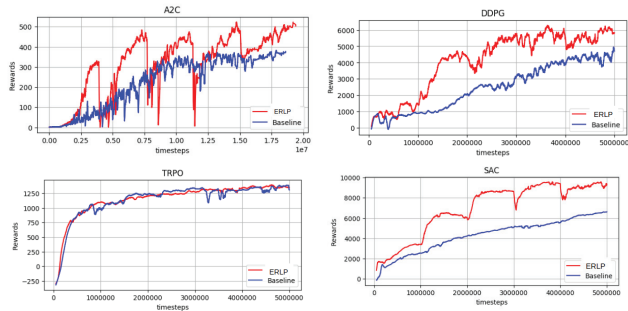 A2C
500
400
300
200
100
0
Rewards
ERLP
Baseline
0.00 0.25 0.50 0.75 1.00 1.25 1.50 1.75 2.00
timesteps
1e7
DDPG
6000
5000
4000
3000
2000
1000
0
Rewards
ERLP
Baseline
0 1000000 2000000 3000000 4000000 5000000
timesteps
TRPO
1250
1000
750
500
250
0
−250
Rewards
ERLP
Baseline
0 1000000 2000000 3000000 4000000 5000000
timesteps
SAC
10000
8000
6000
4000
2000
0
Rewards
ERLP
Baseline
0 1000000 2000000 3000000 4000000 5000000
timesteps